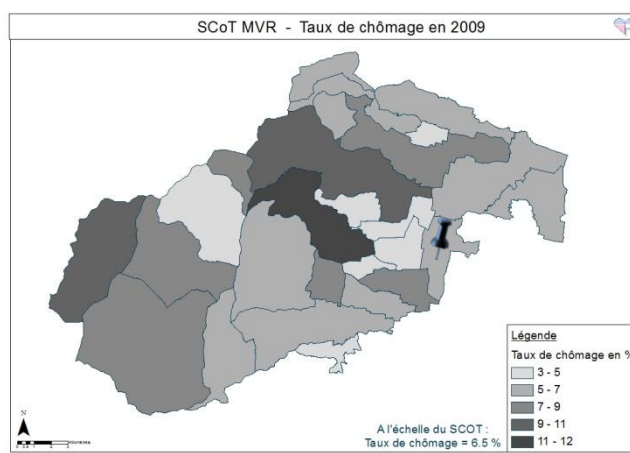 SCoT MVR - Taux de chômage en 2009
Légende
Taux de chômage en %
3 - 5
5 - 7
7 - 9
9 - 11
11 - 12
A l'échelle du SCOT :
Taux de chômage = 6.5 %
N